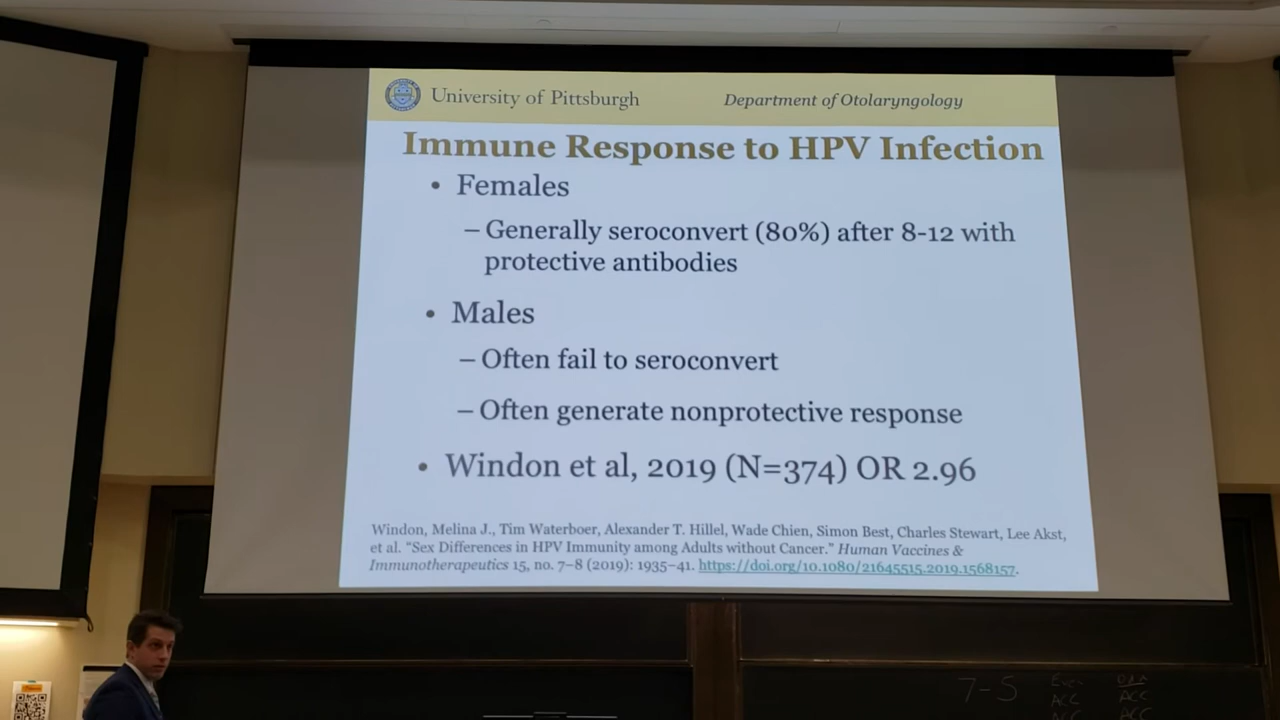 University of Pittsburgh
Department of Otolaryngology
Immune Response to HPV Infection
• Females
– Generally seroconvert (80%) after 8-12 with
protective antibodies
• Males
– Often fail to seroconvert
– Often generate nonprotective response
• Windon et al, 2019 (N=374) OR 2.96
Windon, Melina J., Tim Waterboer, Alexander T. Hillel, Wade Chien, Simon Best, Charles Stewart, Lee Akst,
et al. “Sex Differences in HPV Immunity among Adults without Cancer.” Human Vaccines &
Immunotherapeutics 15, no. 7–8 (2019): 1935–41. https://doi.org/10.1080/21645515.2019.1568157.
7-5
ACC
ACC